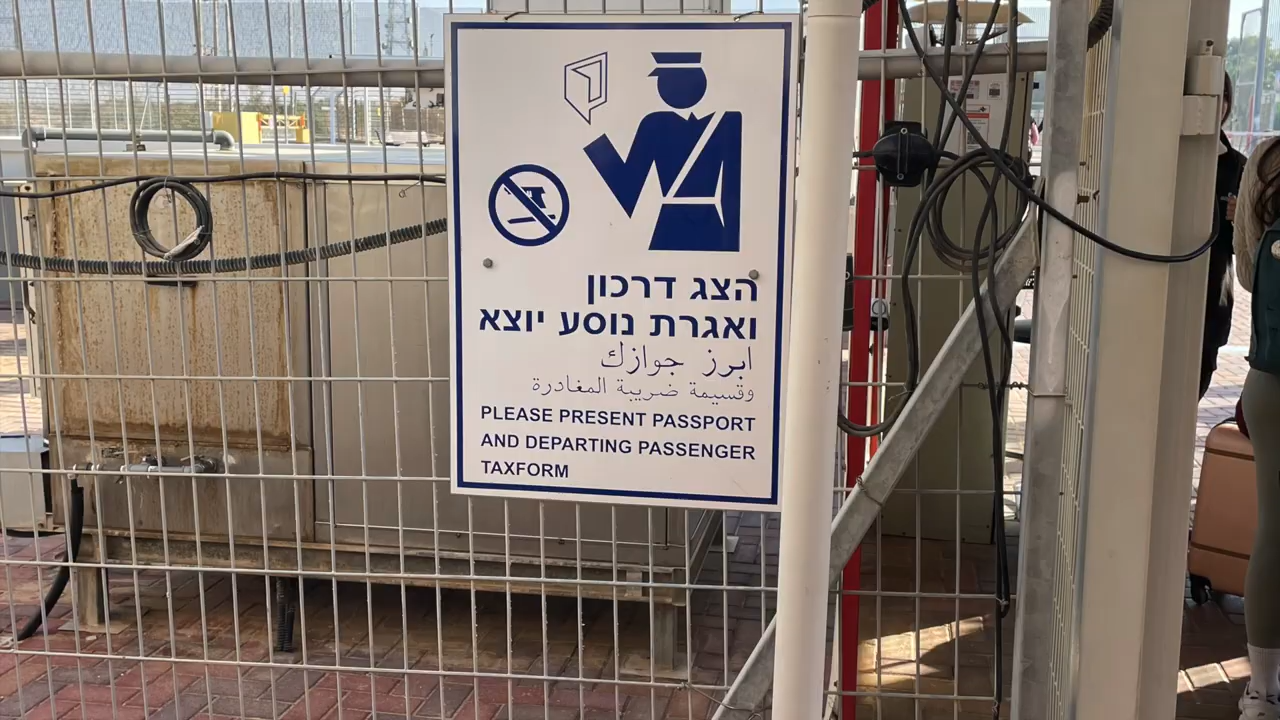 הצג דרכון
ואגרת נוסע יוצא
ابرز جوازك
وقسيمة ضريبة المغادرة
PLEASE PRESENT PASSPORT
AND DEPARTING PASSENGER
TAXFORM